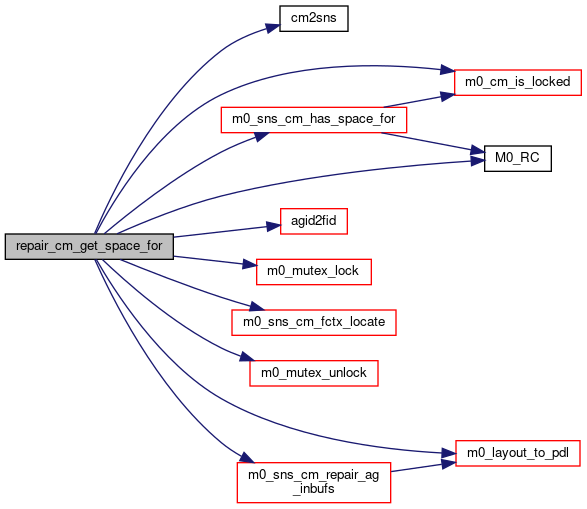 cm2sns
m0_cm_is_locked
m0_sns_cm_has_space_for
M0_RC
agid2fid
repair_cm_get_space_for
m0_mutex_lock
m0_sns_cm_fctx_locate
m0_mutex_unlock
m0_layout_to_pdl
m0_sns_cm_repair_ag
_inbufs